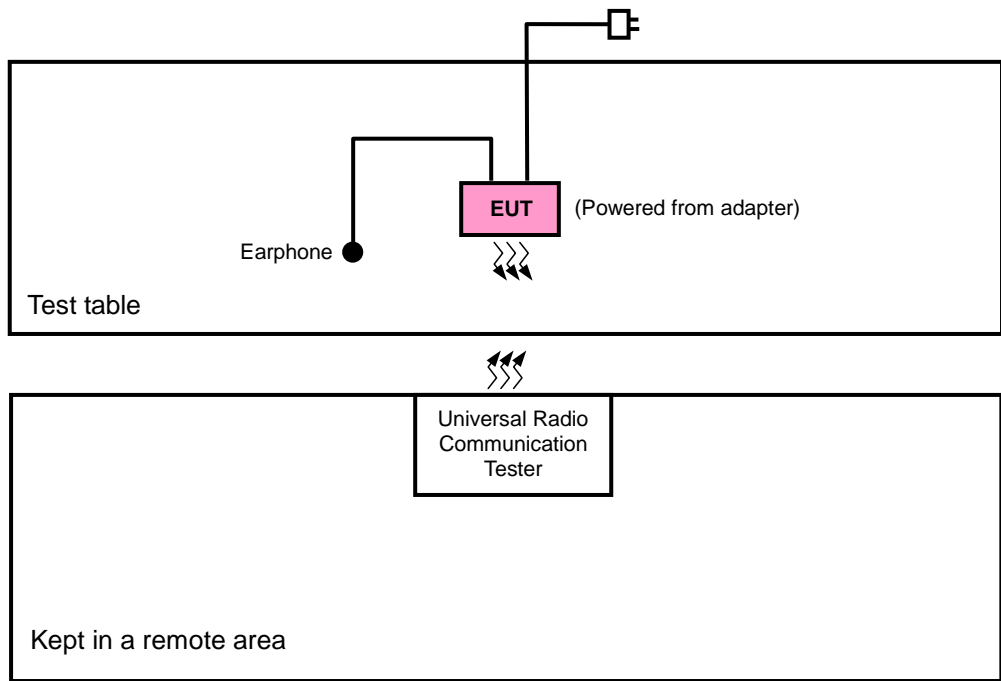 EUT
(Powered from adapter)
Earphone
Test table
Universal Radio
Communication
Tester
Kept in a remote area